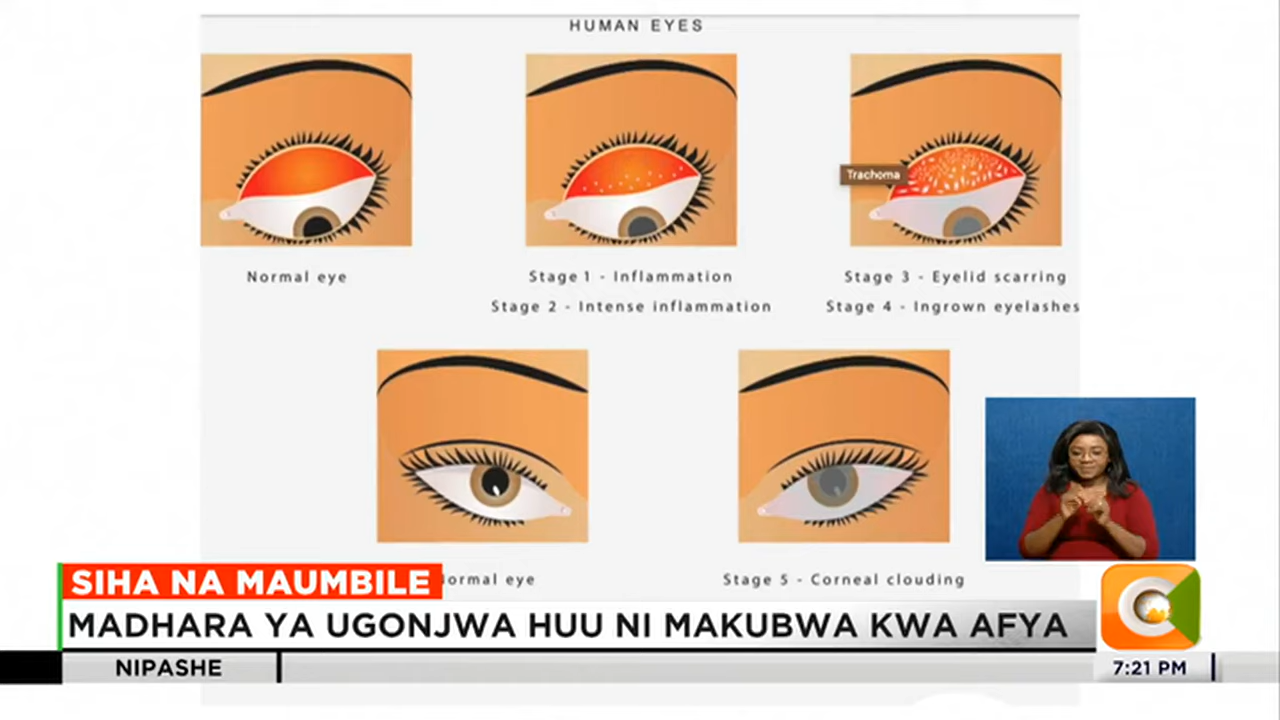 HUMAN EYES
Trachoma
Normal eye
Stage 1 - Inflammation
Stage 3 - Eyelid scarring
Stage 2 - Intense inflammation
Stage 4 - Ingrown eyelashes
ormal eye
Stage 5 - Corneal clouding
SIHA NA MAUMBILE
MADHARA YA UGONJWA HUU NI MAKUBWA KWA AFYA
NIPASHE
7:21 PM